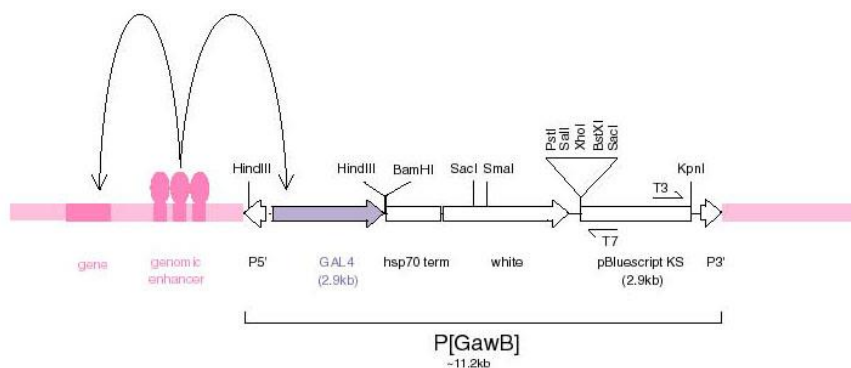 PstI
SalI
XhoI
BstXI
SacI
HindIII HindIII BamHI SacI SmaI KpnI
T3
T7
gene genomic enhancer P5' GAL4 (2.9kb) hsp70 term white pBluescript KS (2.9kb) P3'
P[GawB]
~11.2kb